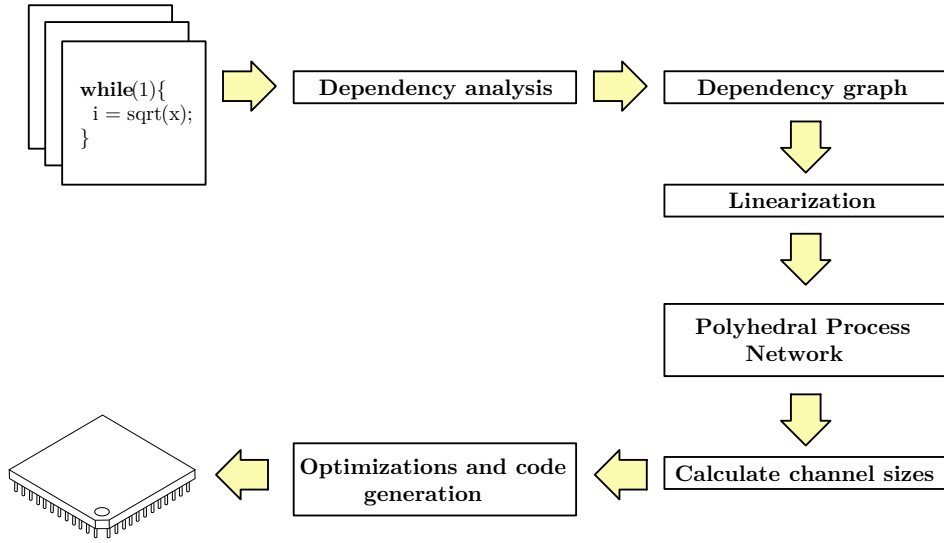 while(1){
i = sqrt(x);
}
Dependency analysis
Dependency graph
Linearization
Polyhedral Process
Network
Calculate channel sizes
Optimizations and code
generation